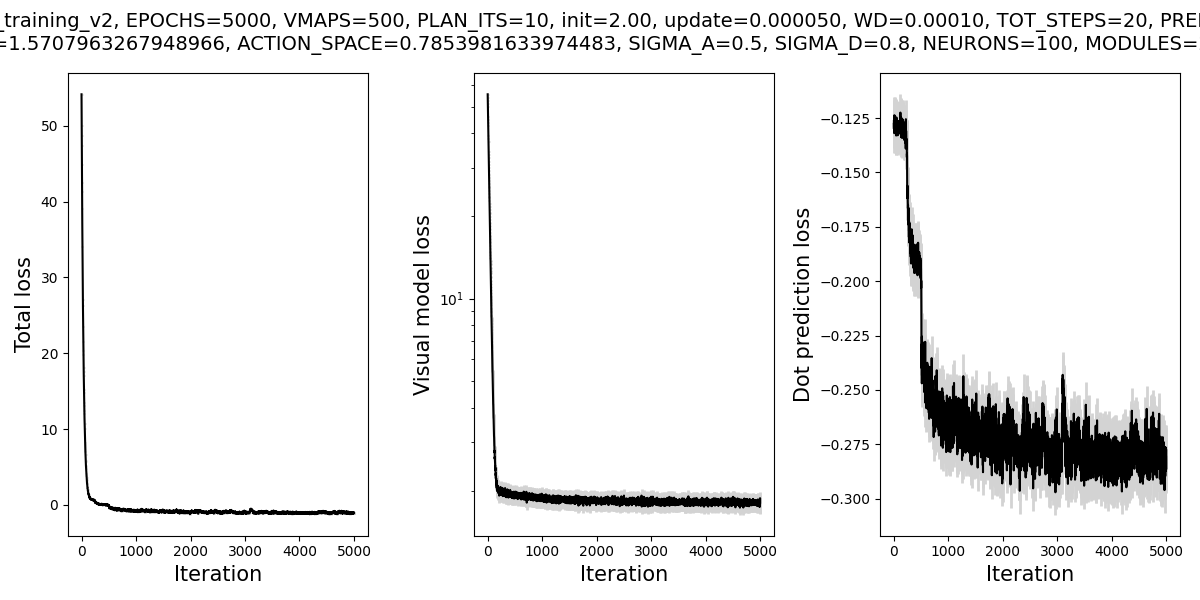 _training_v2, EPOCHS=5000, VMAPS=500, PLAN_ITS=10, init=2.00, update=0.000050, WD=0.00010, TOT_STEPS=20, PRE
=1.5707963267948966, ACTION_SPACE=0.7853981633974483, SIGMA_A=0.5, SIGMA_D=0.8, NEURONS=100, MODULES=
50
40
30
20
10
0
0 1000 2000 3000 4000 5000
Total loss
Iteration
10^1
0 1000 2000 3000 4000 5000
Visual model loss
Iteration
−0.125
−0.150
−0.175
−0.200
−0.225
−0.250
−0.275
−0.300
0 1000 2000 3000 4000 5000
Dot prediction loss
Iteration